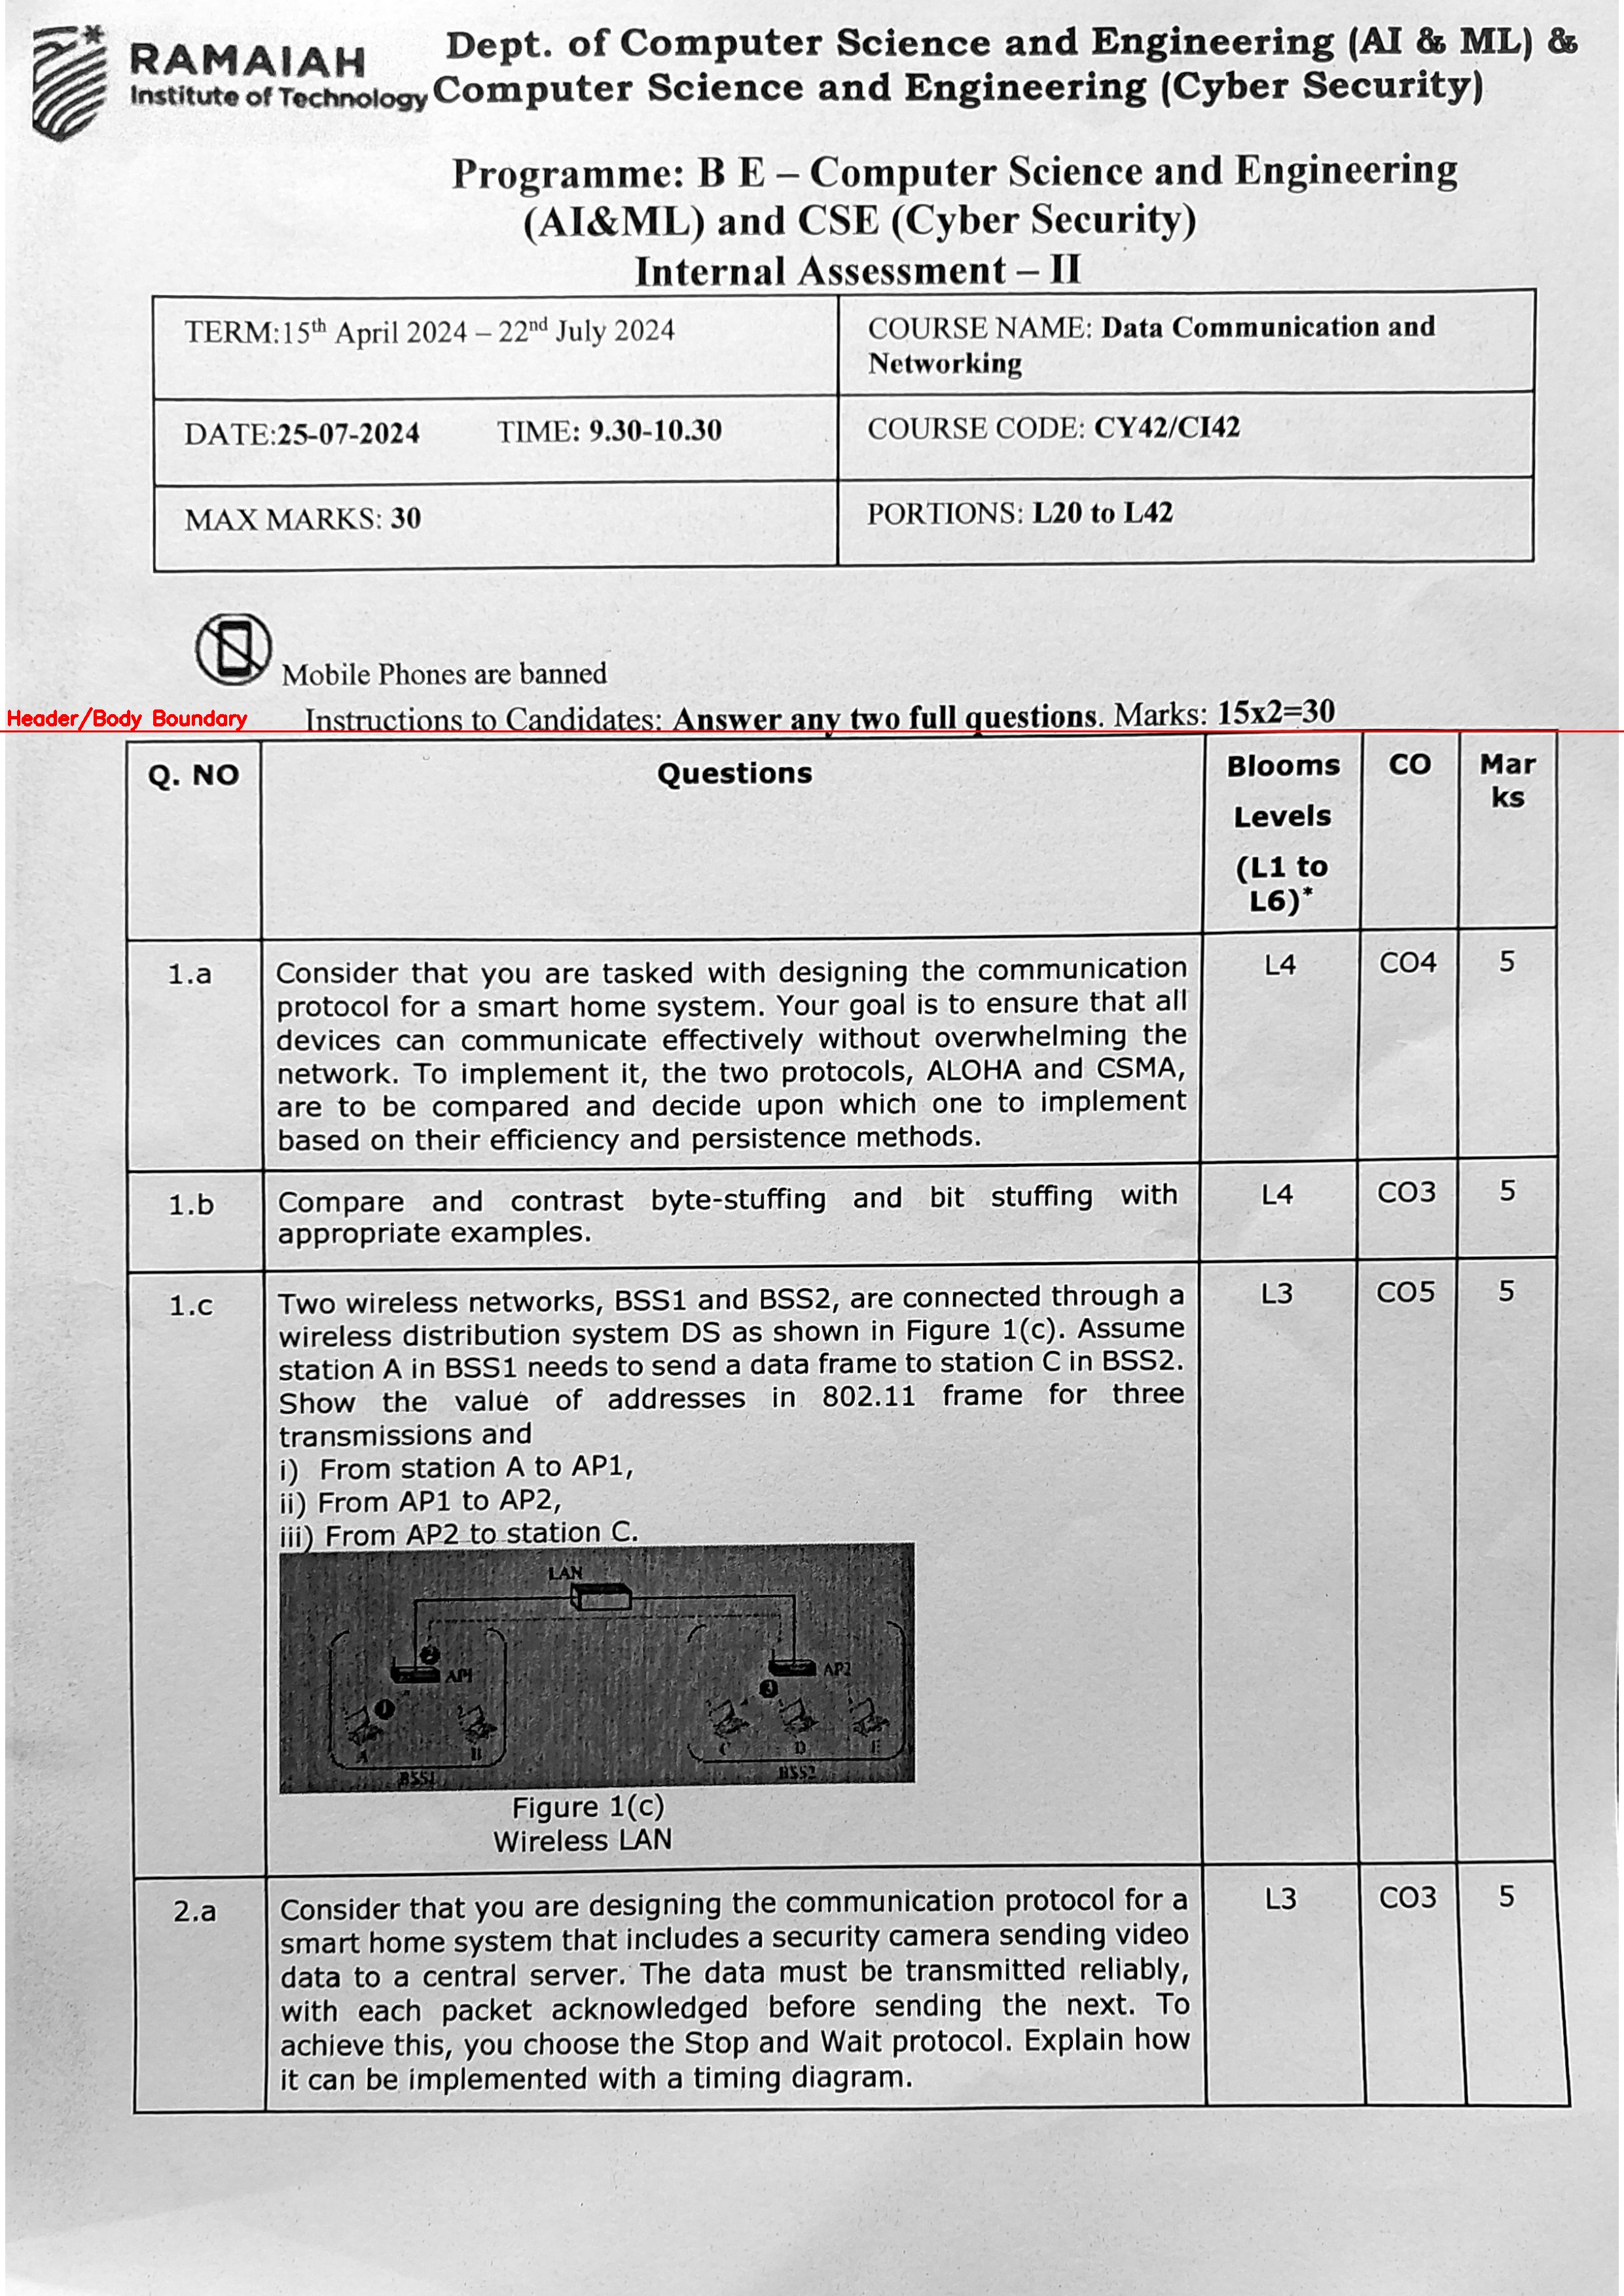 RAMAIAH
Institute of Technology
Dept. of Computer Science and Engineering (AI & ML) &
Computer Science and Engineering (Cyber Security)
Programme: B E – Computer Science and Engineering
(AI&ML) and CSE (Cyber Security)
Internal Assessment – II
TERM:15th April 2024 – 22nd July 2024
COURSE NAME: Data Communication and
Networking
DATE:25-07-2024 TIME: 9.30-10.30
COURSE CODE: CY42/CI42
MAX MARKS: 30
PORTIONS: L20 to L42
Mobile Phones are banned
Header/Body Boundary
Instructions to Candidates: Answer any two full questions. Marks: 15x2=30
Q. NO
Questions
Blooms
Levels
(L1 to
L6)*
CO
Mar
ks
1.a
Consider that you are tasked with designing the communication
protocol for a smart home system. Your goal is to ensure that all
devices can communicate effectively without overwhelming the
network. To implement it, the two protocols, ALOHA and CSMA,
are to be compared and decide upon which one to implement
based on their efficiency and persistence methods.
L4
CO4
5
1.b
Compare and contrast byte-stuffing and bit stuffing with
appropriate examples.
L4
CO3
5
1.c
Two wireless networks, BSS1 and BSS2, are connected through a
wireless distribution system DS as shown in Figure 1(c). Assume
station A in BSS1 needs to send a data frame to station C in BSS2.
Show the value of addresses in 802.11 frame for three
transmissions and
i) From station A to AP1,
ii) From AP1 to AP2,
iii) From AP2 to station C.
L3
CO5
5
LAN
2
AP1
AP2
1
3
A
B
C
D
E
BSS1
BSS2
Figure 1(c)
Wireless LAN
2.a
Consider that you are designing the communication protocol for a
smart home system that includes a security camera sending video
data to a central server. The data must be transmitted reliably,
with each packet acknowledged before sending the next. To
achieve this, you choose the Stop and Wait protocol. Explain how
it can be implemented with a timing diagram.
L3
CO3
5